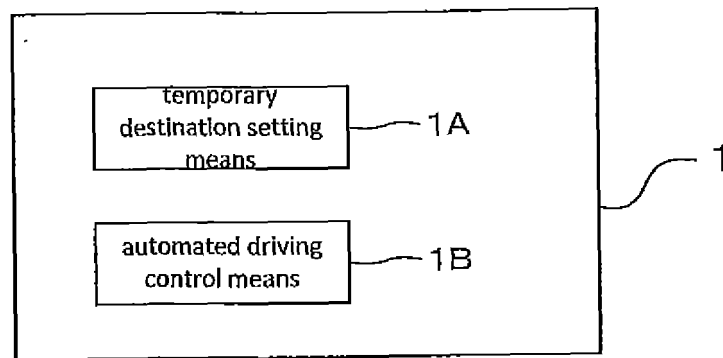 temporary
destination setting
means
1A
1
automated driving
control means
1B